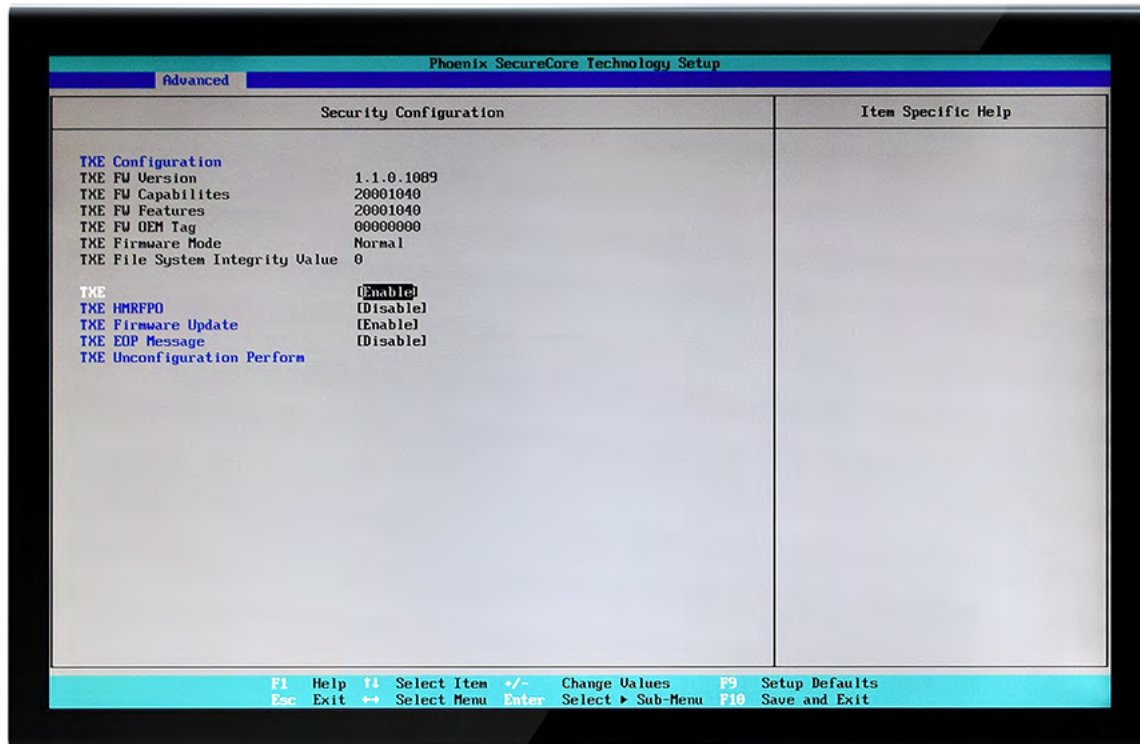 Phoenix SecureCore Technology Setup
Advanced
Security Configuration
Item Specific Help
TXE Configuration
TXE FW Version 1.1.0.1089
TXE FW Capabilites 20001040
TXE FW Features 20001040
TXE FW OEM Tag 00000000
TXE Firmware Mode Normal
TXE File System Integrity Value 0
TXE [Enable]
TXE HMRFPO [Disable]
TXE Firmware Update [Enable]
TXE EOP Message [Disable]
TXE Unconfiguration Perform
F1 Help ↑↓ Select Item +/- Change Values F9 Setup Defaults
Esc Exit ↔ Select Menu Enter Select ▶ Sub-Menu F10 Save and Exit